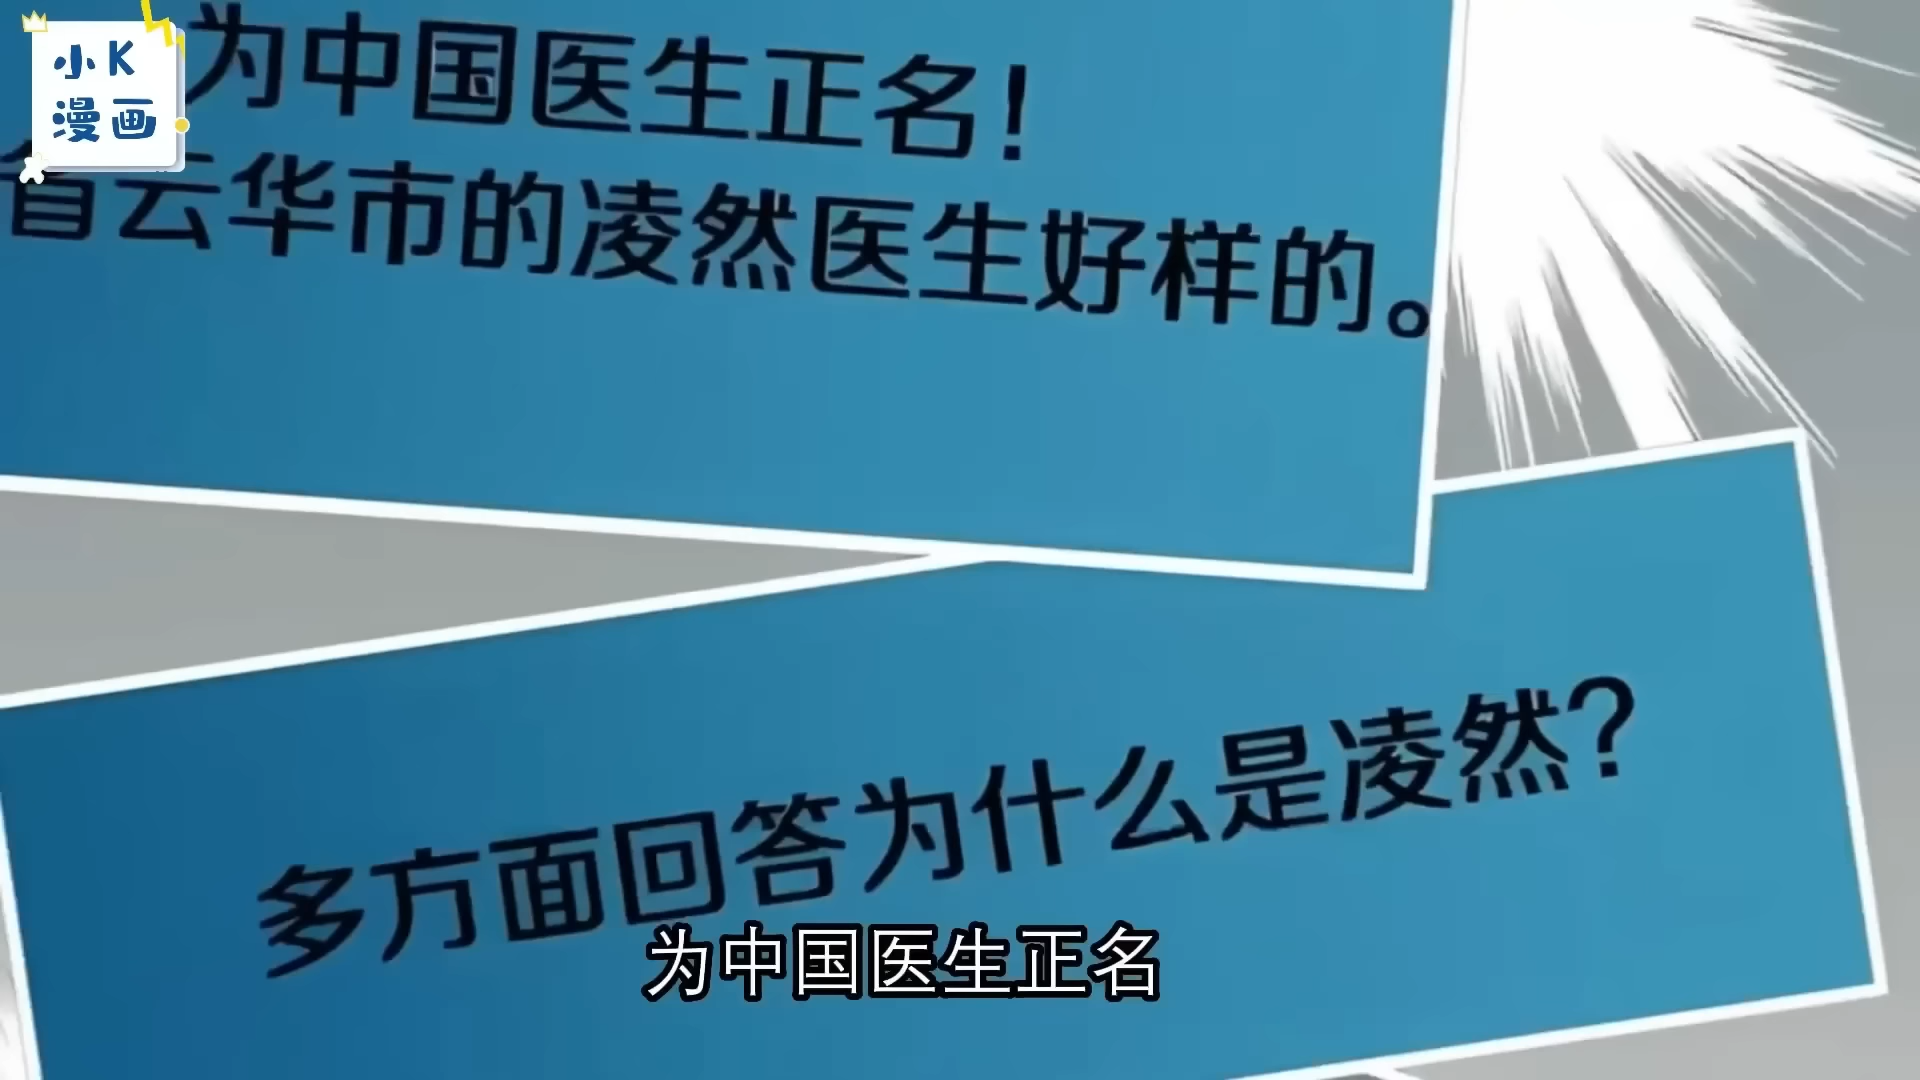 小K
漫画
为中国医生正名!
省云华市的凌然医生好样的。
多方面回答为什么是凌然?
为中国医生正名